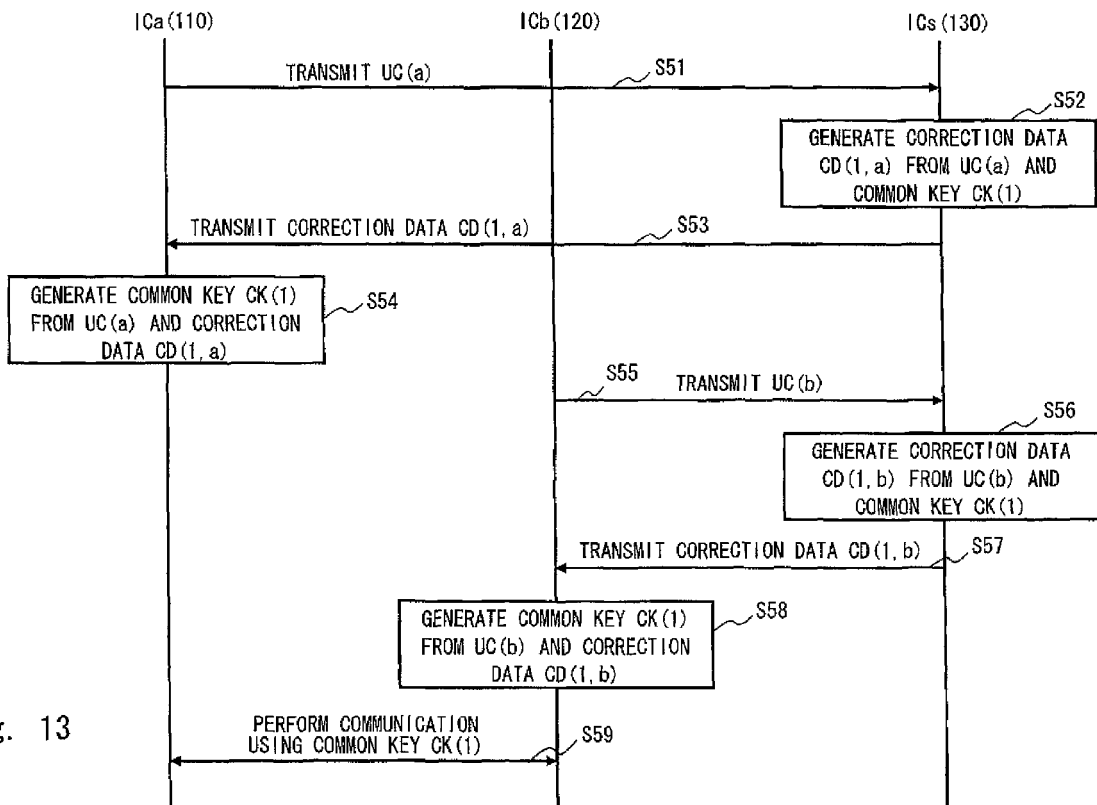 ICa(110)
ICb(120)
ICs(130)
TRANSMIT UC(a)
S51
S52
GENERATE CORRECTION DATA
CD(1,a) FROM UC(a) AND
COMMON KEY CK(1)
TRANSMIT CORRECTION DATA CD(1,a)
S53
GENERATE COMMON KEY CK(1)
FROM UC(a) AND CORRECTION
DATA CD(1,a)
S54
S55
TRANSMIT UC(b)
S56
GENERATE CORRECTION DATA
CD(1,b) FROM UC(b) AND
COMMON KEY CK(1)
TRANSMIT CORRECTION DATA CD(1,b)
S57
GENERATE COMMON KEY CK(1)
FROM UC(b) AND CORRECTION
DATA CD(1,b)
S58
g. 13
PERFORM COMMUNICATION
USING COMMON KEY CK(1)
S59